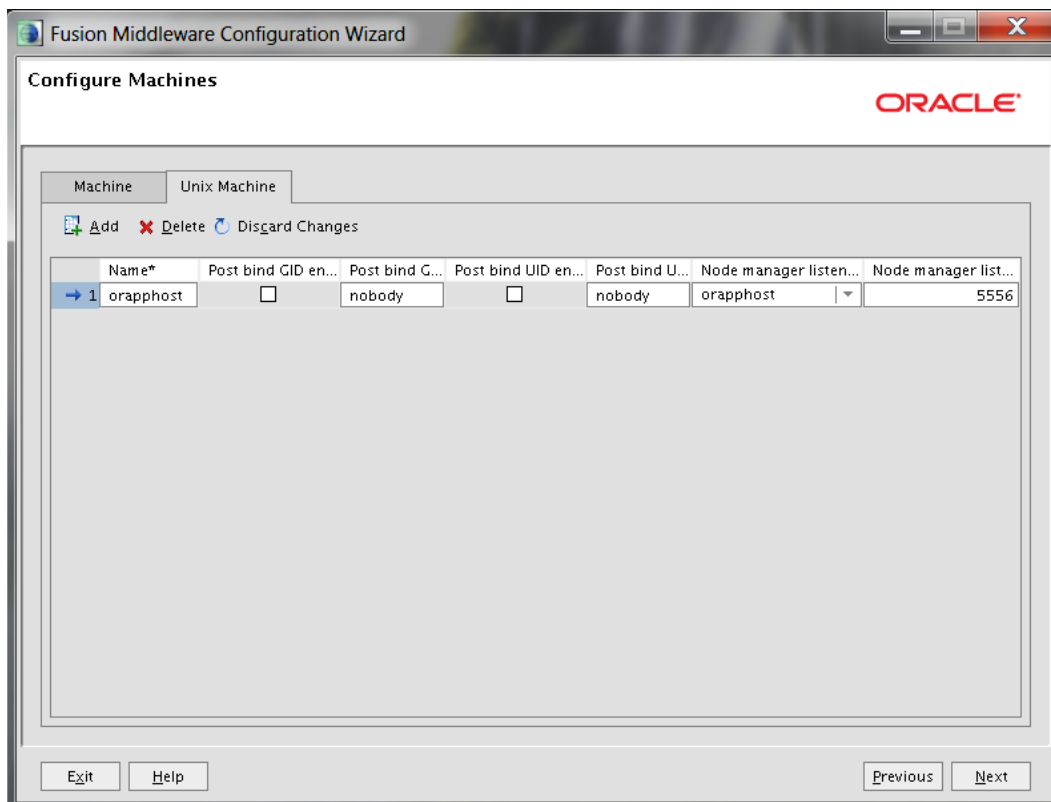 Fusion Middleware Configuration Wizard
Configure Machines
ORACLE
Machine Unix Machine
Add Delete Discard Changes
Name* Post bind GID en... Post bind G... Post bind UID en... Post bind U... Node manager listen... Node manager list...
1 orapphost nobody nobody orapphost 5556
Exit Help Previous Next